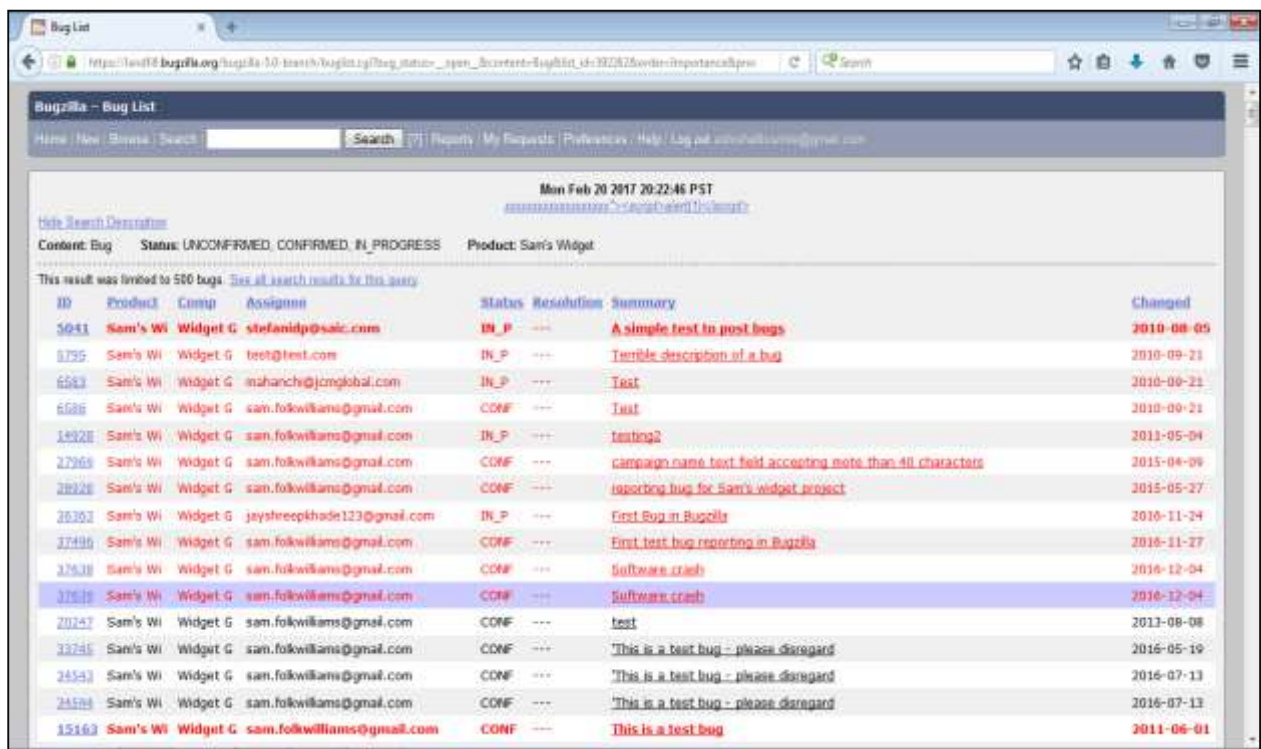 Bug List
Search
Bugzilla – Bug List
Home | New | Browse | Search | Search [?] | Reports | My Requests | Preferences | Help | Log out
Mon Feb 20 2017 20:22:46 PST
Hide Search Description
Content: Bug Status: UNCONFIRMED, CONFIRMED, IN_PROGRESS Product: Sam's Widget
This result was limited to 500 bugs. See all search results for this query.
ID Product Comp Assignee Status Resolution Summary Changed
5041 Sam's Wi Widget G stefanidp@saic.com IN_P --- A simple test to post bugs 2010-08-05
5795 Sam's Wi Widget G test@test.com IN_P --- Terrible description of a bug 2010-09-21
6583 Sam's Wi Widget G mahanchi@jcmglobal.com IN_P --- Test 2010-09-21
6586 Sam's Wi Widget G sam.folkwilliams@gmail.com CONF --- Test 2010-09-21
14928 Sam's Wi Widget G sam.folkwilliams@gmail.com IN_P --- testing2 2011-05-04
27969 Sam's Wi Widget G sam.folkwilliams@gmail.com CONF --- campaign name text field accepting more than 40 characters 2015-04-09
28928 Sam's Wi Widget G sam.folkwilliams@gmail.com CONF --- reporting bug for Sam's widget project 2015-05-27
36363 Sam's Wi Widget G jayshreepkhade123@gmail.com IN_P --- First Bug in Bugzilla 2016-11-24
37496 Sam's Wi Widget G sam.folkwilliams@gmail.com CONF --- First test bug reporting in Bugzilla 2016-11-27
37638 Sam's Wi Widget G sam.folkwilliams@gmail.com CONF --- Software crash 2016-12-04
Sam's Wi Widget G sam.folkwilliams@gmail.com CONF --- Software crash 2016-12-04
20247 Sam's Wi Widget G sam.folkwilliams@gmail.com CONF --- test 2013-08-08
33745 Sam's Wi Widget G sam.folkwilliams@gmail.com CONF --- 'This is a test bug - please disregard 2016-05-19
34543 Sam's Wi Widget G sam.folkwilliams@gmail.com CONF --- 'This is a test bug - please disregard 2016-07-13
Sam's Wi Widget G sam.folkwilliams@gmail.com CONF --- 'This is a test bug - please disregard 2016-07-13
15163 Sam's Wi Widget G sam.folkwilliams@gmail.com CONF --- This is a test bug 2011-06-01